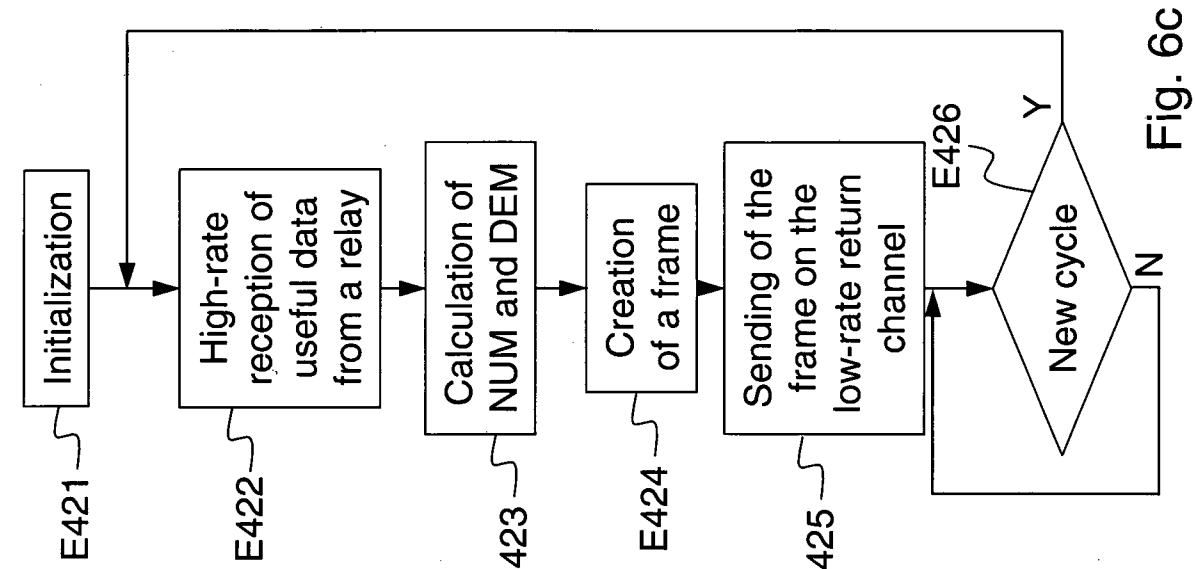 E421
Initialization
E422
High-rate
reception of
useful data
from a relay
423
Calculation of
NUM and DEM
E424
Creation
of a frame
425
Sending of the
frame on the
low-rate return
channel
E426
New cycle
Y
N
Fig. 6c